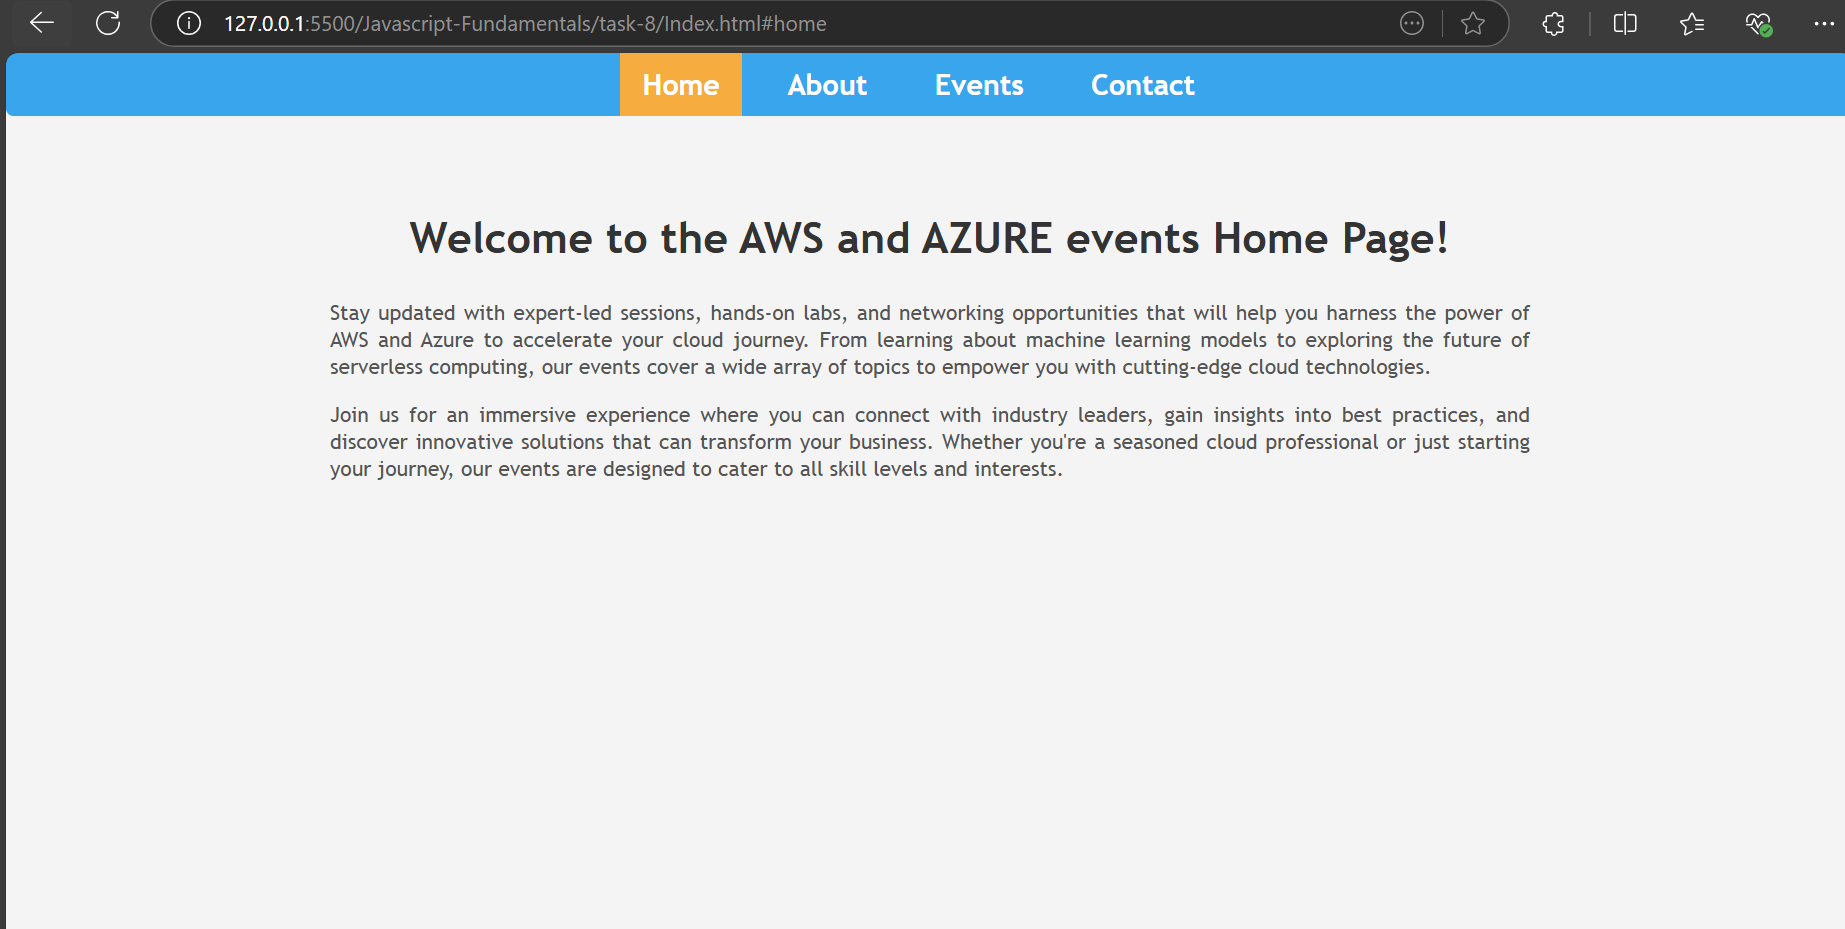 127.0.0.1:5500/Javascript-Fundamentals/task-8/Index.html#home
Home About Events Contact
Welcome to the AWS and AZURE events Home Page!
Stay updated with expert-led sessions, hands-on labs, and networking opportunities that will help you harness the power of
AWS and Azure to accelerate your cloud journey. From learning about machine learning models to exploring the future of
serverless computing, our events cover a wide array of topics to empower you with cutting-edge cloud technologies.
Join us for an immersive experience where you can connect with industry leaders, gain insights into best practices, and
discover innovative solutions that can transform your business. Whether you're a seasoned cloud professional or just starting
your journey, our events are designed to cater to all skill levels and interests.